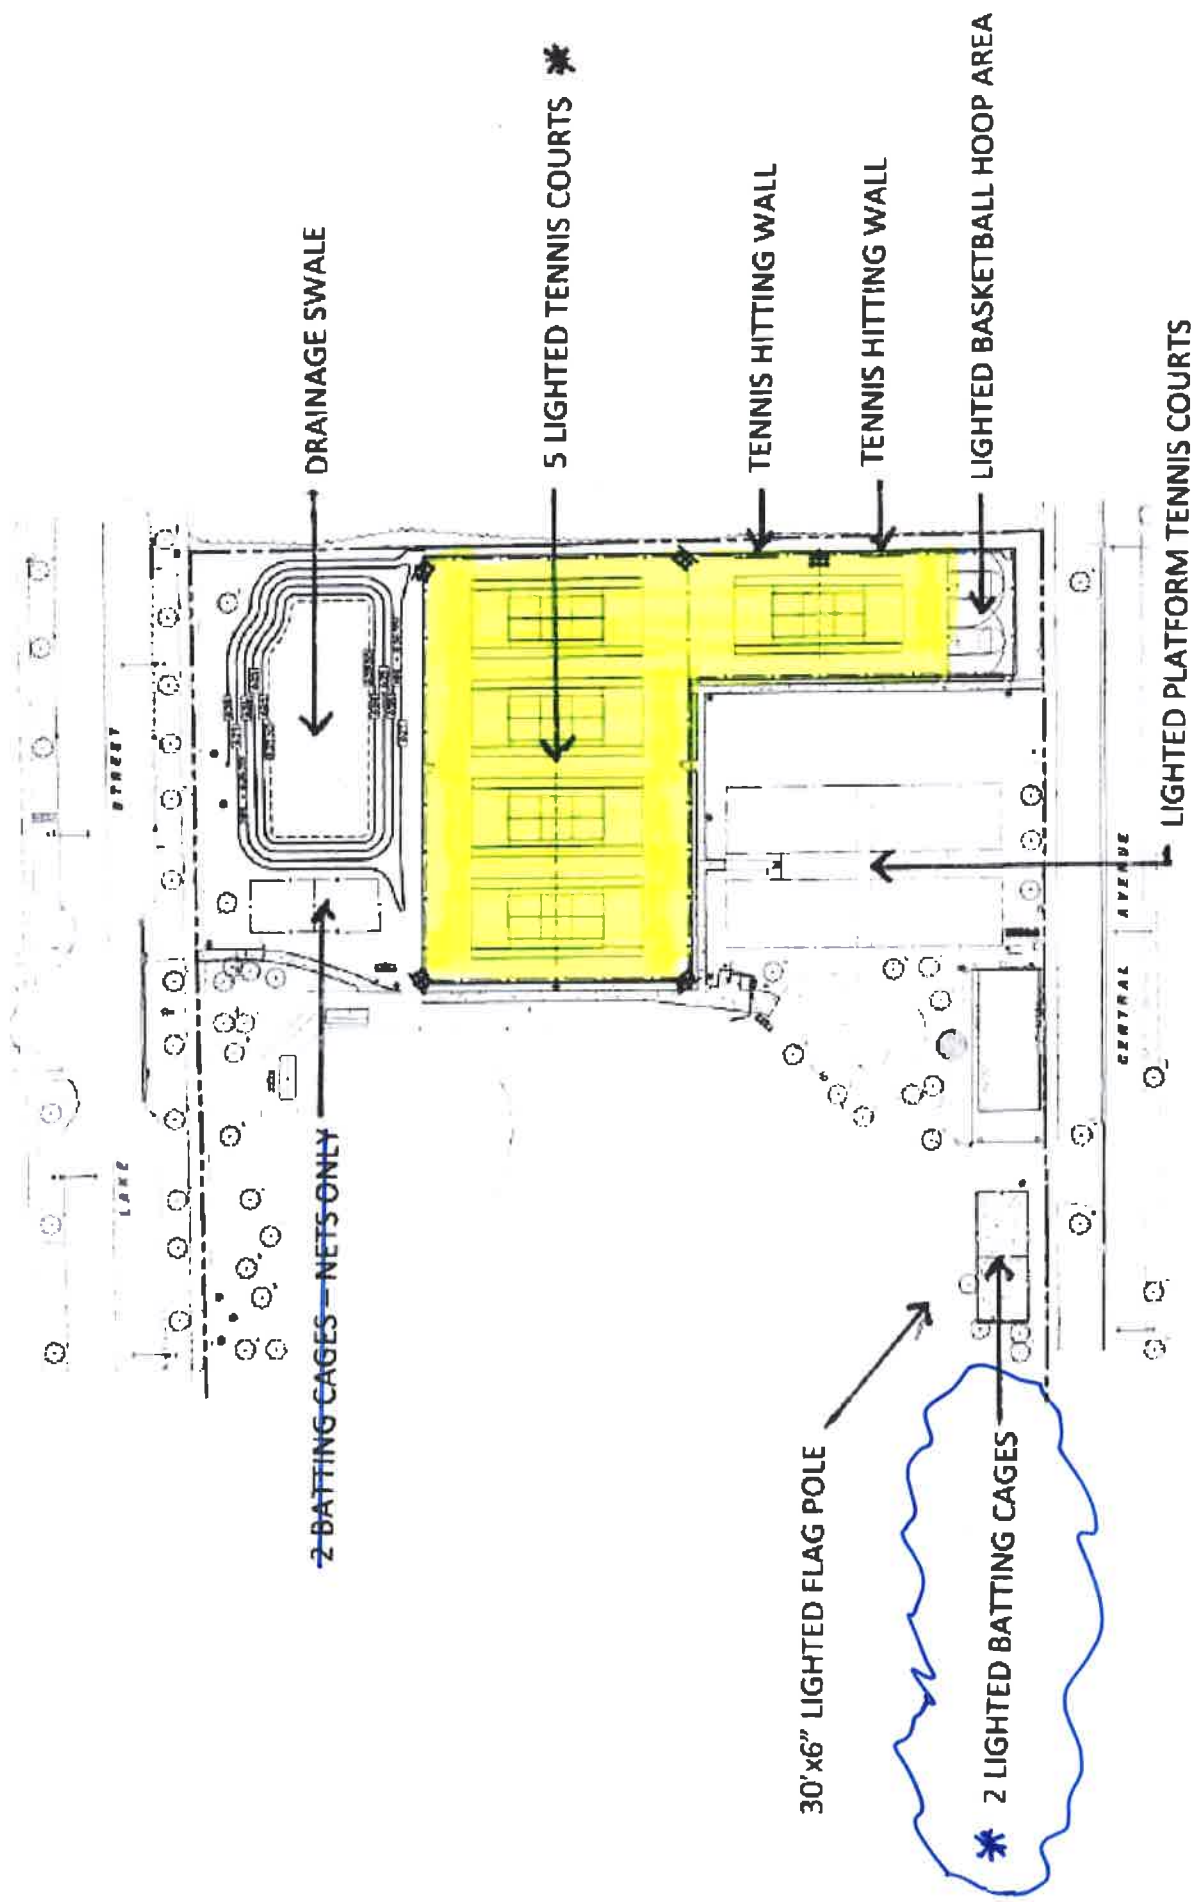 LAKE STREET
DRAINAGE SWALE
2 BATTING CAGES – NETS ONLY
5 LIGHTED TENNIS COURTS *
TENNIS HITTING WALL
TENNIS HITTING WALL
30'x6" LIGHTED FLAG POLE
LIGHTED BASKETBALL HOOP AREA
* 2 LIGHTED BATTING CAGES
CENTRAL AVENUE
LIGHTED PLATFORM TENNIS COURTS